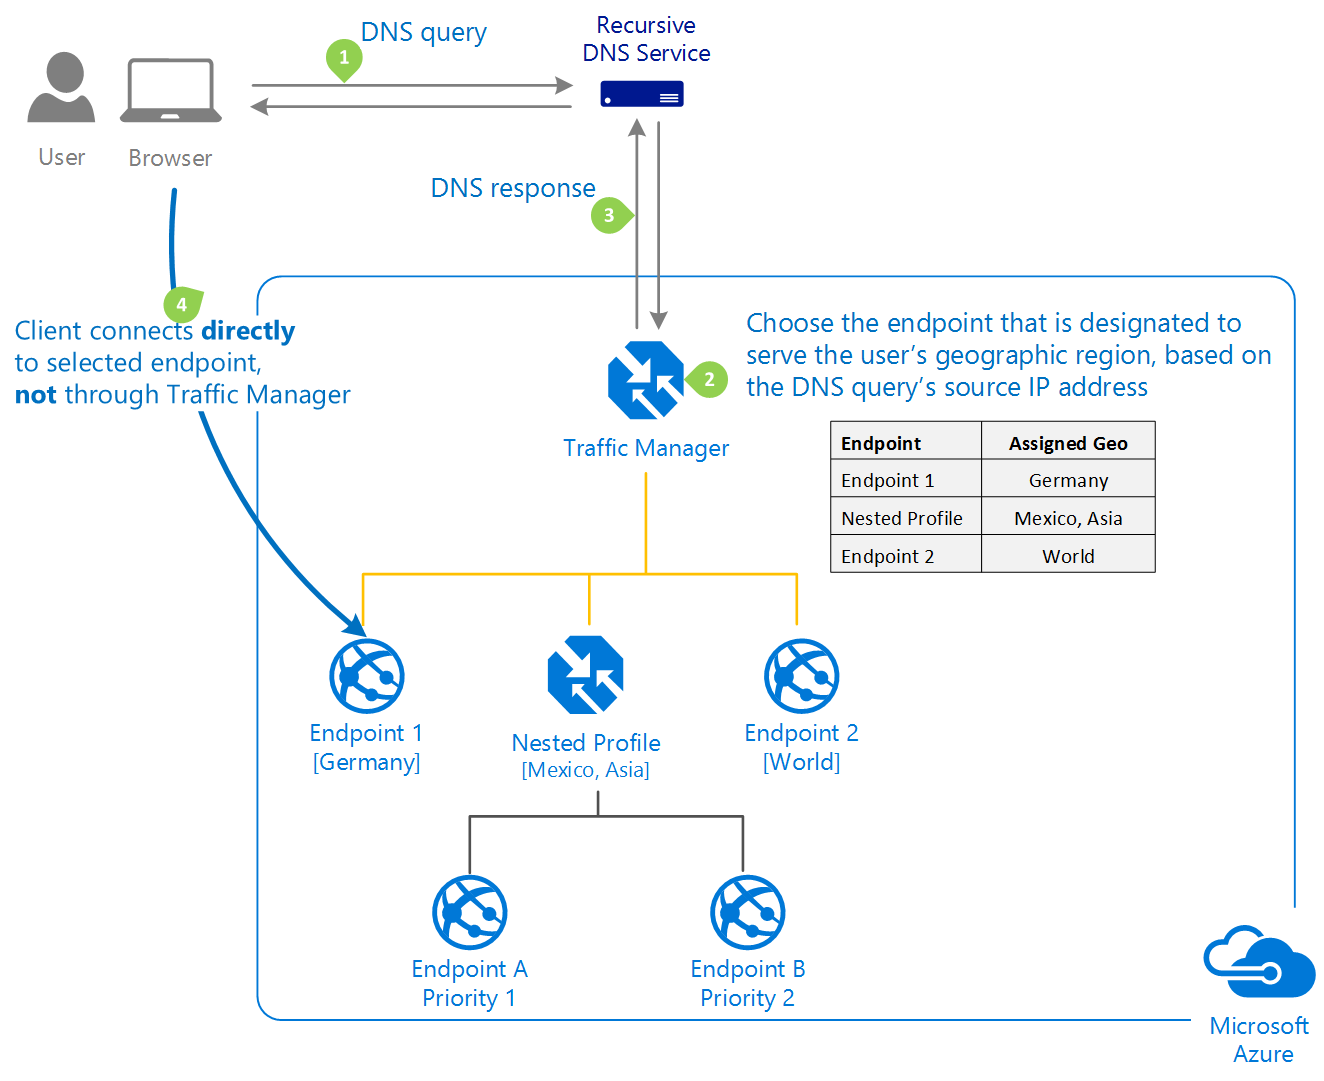 DNS query
1
Recursive
DNS Service
User
Browser
DNS response
3
4
Client connects directly
to selected endpoint,
not through Traffic Manager
2
Choose the endpoint that is designated to
serve the user's geographic region, based on
the DNS query's source IP address
Traffic Manager
Endpoint Assigned Geo
Endpoint 1 Germany
Nested Profile Mexico, Asia
Endpoint 2 World
Endpoint 1
[Germany]
Nested Profile
[Mexico, Asia]
Endpoint 2
[World]
Endpoint A
Priority 1
Endpoint B
Priority 2
Microsoft
Azure